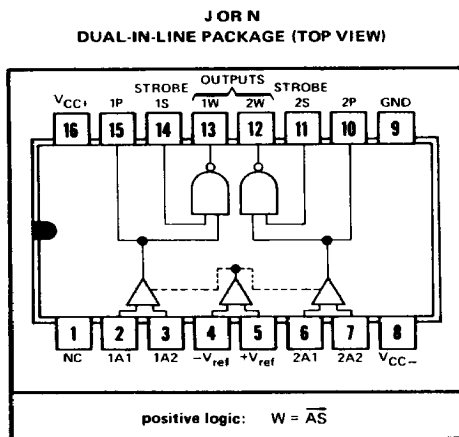 J OR N
DUAL-IN-LINE PACKAGE (TOP VIEW)
OUTPUTS
STROBE STROBE
VCC+ 1P 1S 1W 2W 2S 2P GND
16 15 14 13 12 11 10 9
1 2 3 4 5 6 7 8
NC 1A1 1A2 −Vref +Vref 2A1 2A2 VCC−
positive logic: W = A̅S̅